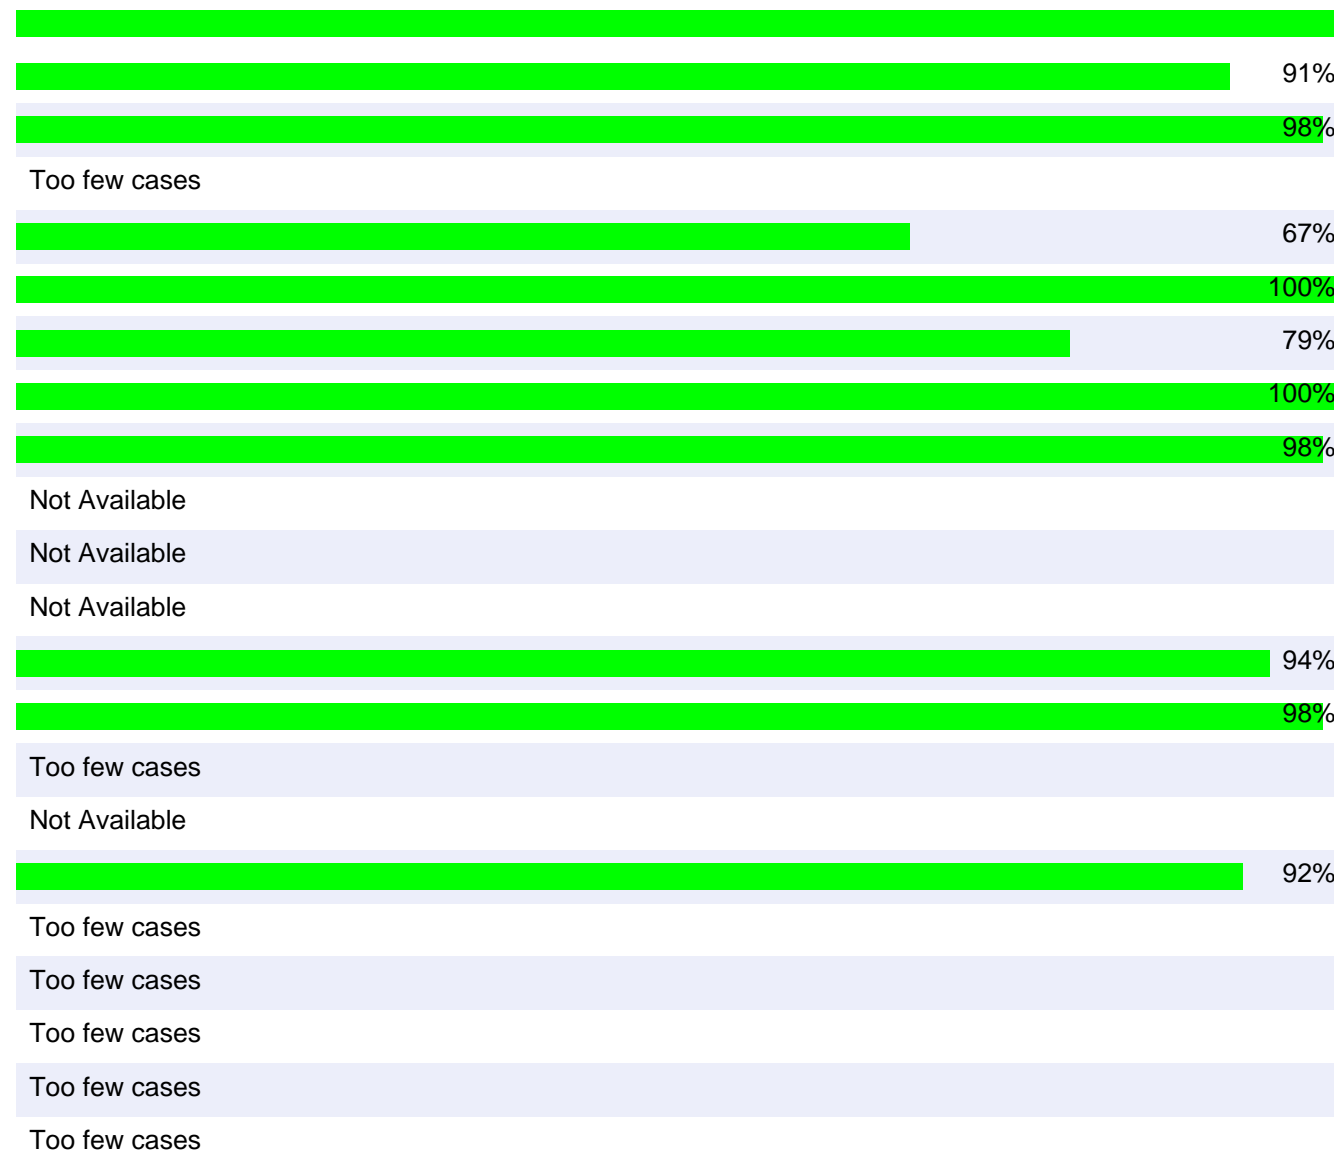 91%
98%
Too few cases
67%
100%
79%
100%
98%
Not Available
Not Available
Not Available
94%
98%
Too few cases
Not Available
92%
Too few cases
Too few cases
Too few cases
Too few cases
Too few cases